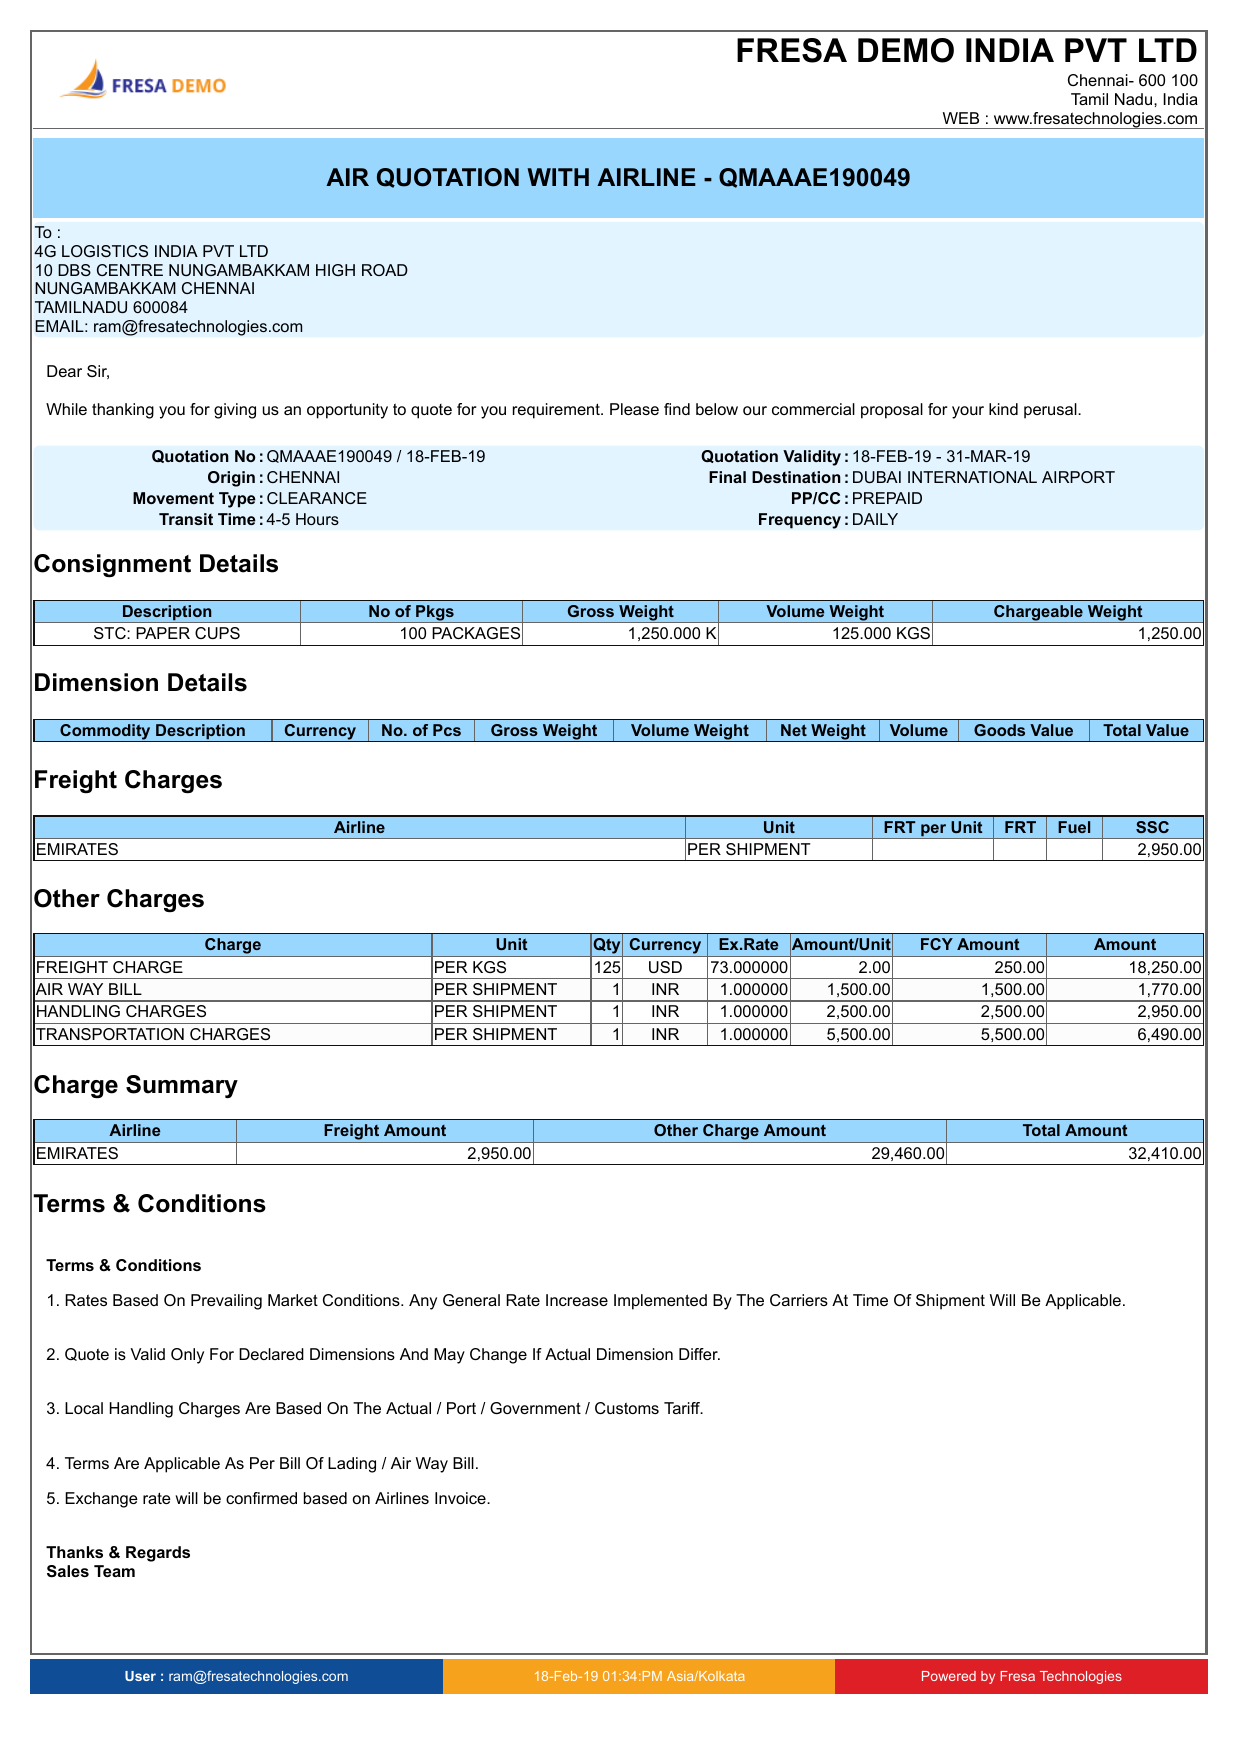 FRESA DEMO
FRESA DEMO INDIA PVT LTD
Chennai- 600 100
Tamil Nadu, India
WEB : www.fresatechnologies.com
AIR QUOTATION WITH AIRLINE - QMAAAE190049
To :
4G LOGISTICS INDIA PVT LTD
10 DBS CENTRE NUNGAMBAKKAM HIGH ROAD
NUNGAMBAKKAM CHENNAI
TAMILNADU 600084
EMAIL: ram@fresatechnologies.com
Dear Sir,
While thanking you for giving us an opportunity to quote for you requirement. Please find below our commercial proposal for your kind perusal.
Quotation No : QMAAAE190049 / 18-FEB-19 Quotation Validity : 18-FEB-19 - 31-MAR-19
Origin : CHENNAI Final Destination : DUBAI INTERNATIONAL AIRPORT
Movement Type : CLEARANCE PP/CC : PREPAID
Transit Time : 4-5 Hours Frequency : DAILY
Consignment Details
Description No of Pkgs Gross Weight Volume Weight Chargeable Weight
STC: PAPER CUPS 100 PACKAGES 1,250.000 K 125.000 KGS 1,250.00
Dimension Details
Commodity Description Currency No. of Pcs Gross Weight Volume Weight Net Weight Volume Goods Value Total Value
Freight Charges
Airline Unit FRT per Unit FRT Fuel SSC
EMIRATES PER SHIPMENT 2,950.00
Other Charges
Charge Unit Qty Currency Ex.Rate Amount/Unit FCY Amount Amount
FREIGHT CHARGE PER KGS 125 USD 73.000000 2.00 250.00 18,250.00
AIR WAY BILL PER SHIPMENT 1 INR 1.000000 1,500.00 1,500.00 1,770.00
HANDLING CHARGES PER SHIPMENT 1 INR 1.000000 2,500.00 2,500.00 2,950.00
TRANSPORTATION CHARGES PER SHIPMENT 1 INR 1.000000 5,500.00 5,500.00 6,490.00
Charge Summary
Airline Freight Amount Other Charge Amount Total Amount
EMIRATES 2,950.00 29,460.00 32,410.00
Terms & Conditions
Terms & Conditions
1. Rates Based On Prevailing Market Conditions. Any General Rate Increase Implemented By The Carriers At Time Of Shipment Will Be Applicable.
2. Quote is Valid Only For Declared Dimensions And May Change If Actual Dimension Differ.
3. Local Handling Charges Are Based On The Actual / Port / Government / Customs Tariff.
4. Terms Are Applicable As Per Bill Of Lading / Air Way Bill.
5. Exchange rate will be confirmed based on Airlines Invoice.
Thanks & Regards
Sales Team
User : ram@fresatechnologies.com 18-Feb-19 01:34:PM Asia/Kolkata Powered by Fresa Technologies